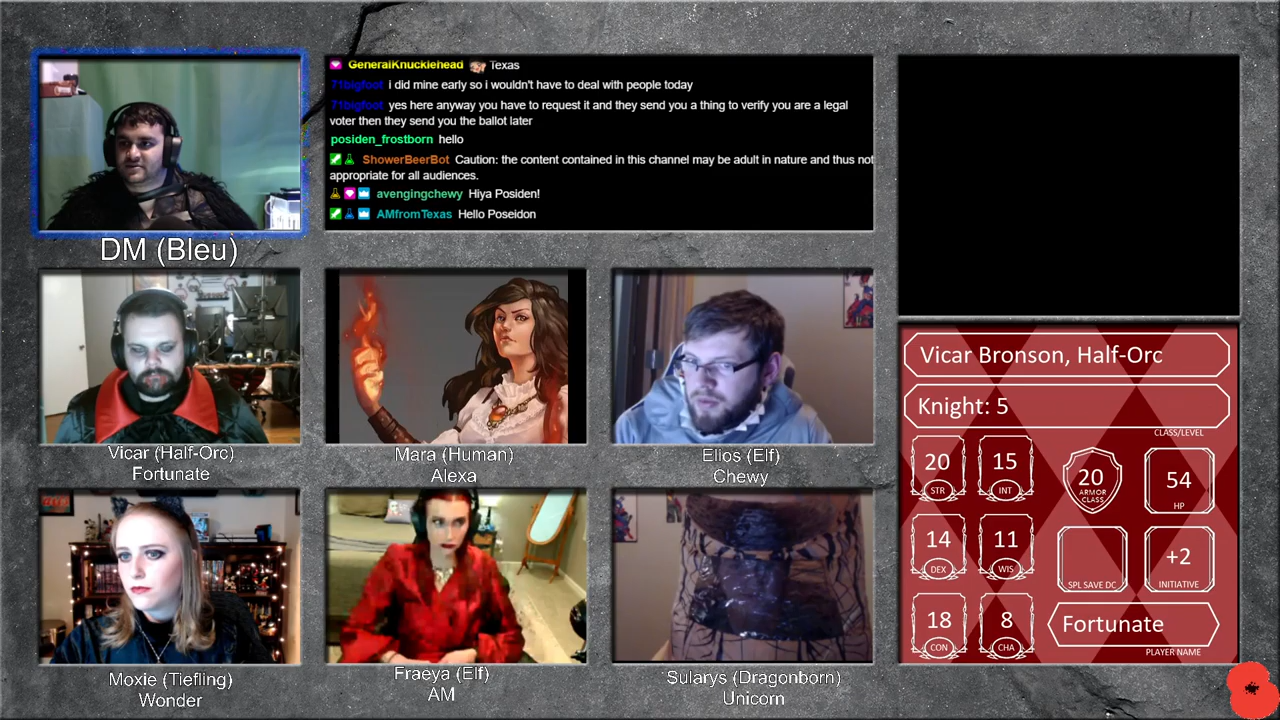 GeneralKnucklehead Texas
71bigfoot i did mine early so i wouldn't have to deal with people today
71bigfoot yes here anyway you have to request it and they send you a thing to verify you are a legal
voter then they send you the ballot later
posiden_frostborn hello
ShowerBeerBot Caution: the content contained in this channel may be adult in nature and thus not
appropriate for all audiences.
avengingchewy Hiya Posiden!
AMfromTexas Hello Poseidon
DM (Bleu)
Vicar (Half-Orc)
Fortunate
Mara (Human)
Alexa
Elios (Elf)
Chewy
Moxie (Tiefling)
Wonder
Fraeya (Elf)
AM
Sularys (Dragonborn)
Unicorn
Vicar Bronson, Half-Orc
Knight: 5
CLASS/LEVEL
20
STR
15
INT
20
ARMOR
CLASS
54
HP
14
DEX
11
WIS
SPL SAVE DC
+2
INITIATIVE
18
CON
8
CHA
Fortunate
PLAYER NAME